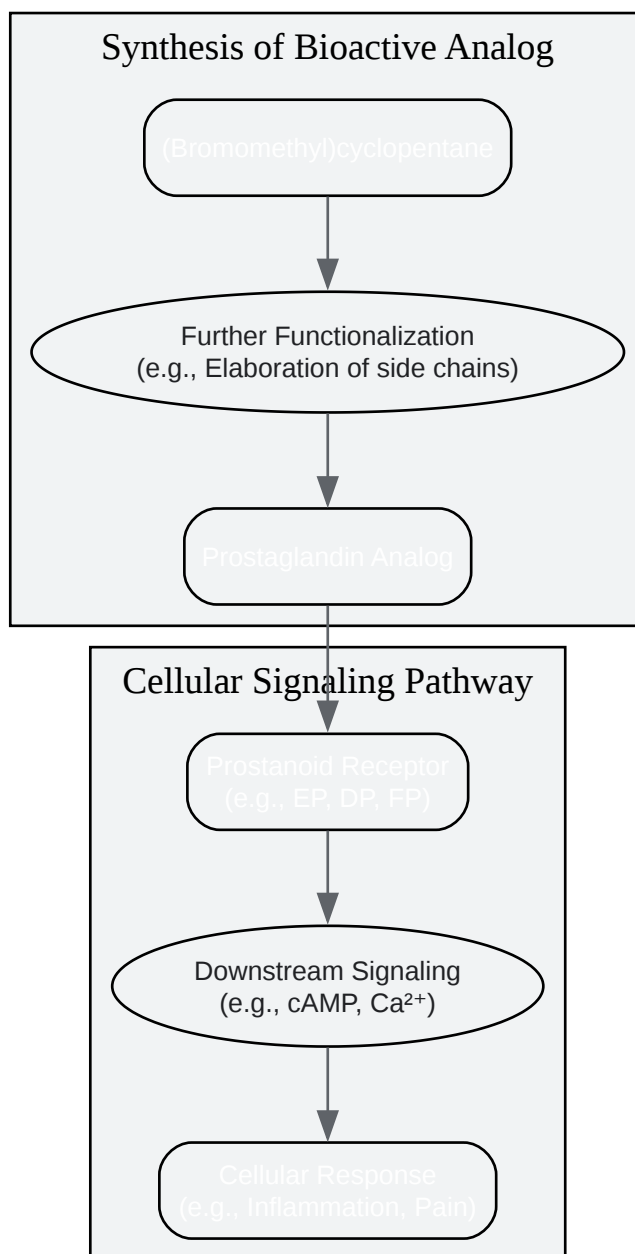 Synthesis of Bioactive Analog
(Bromomethyl)cyclopentane
Further Functionalization
(e.g., Elaboration of side chains)
Prostaglandin Analog
Cellular Signaling Pathway
Prostanoid Receptor
(e.g., EP, DP, FP)
Downstream Signaling
(e.g., cAMP, Ca²⁺)
Cellular Response
(e.g., Inflammation, Pain)